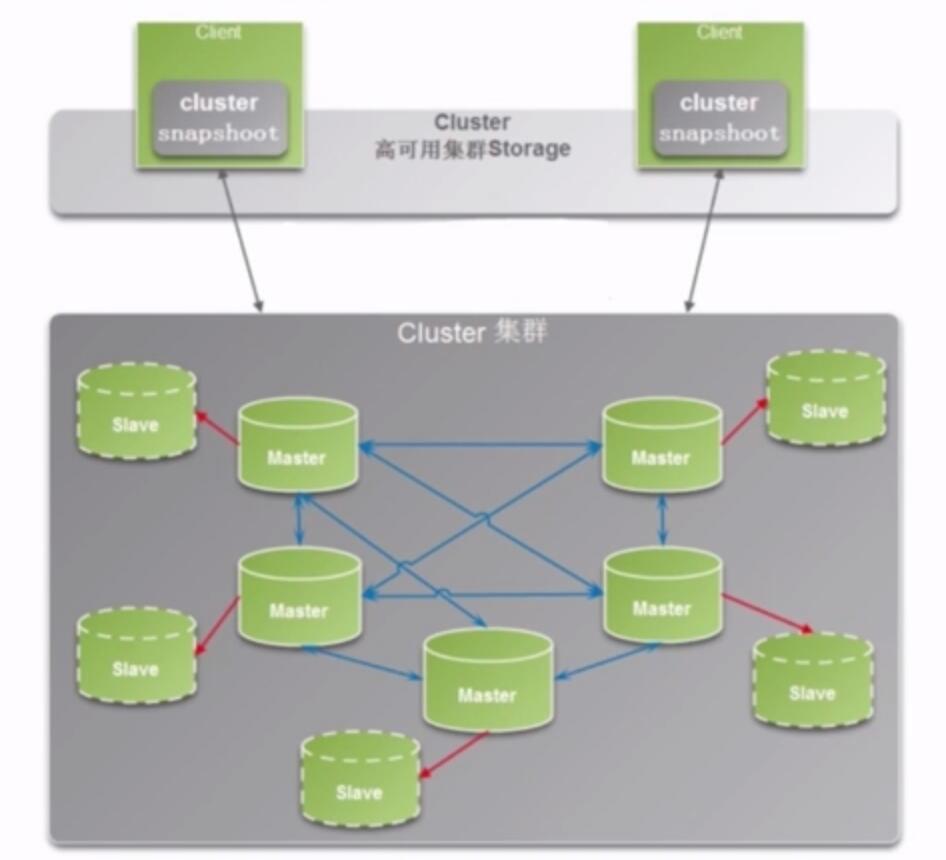 Client
Client
cluster
snapshoot
cluster
snapshoot
Cluster
高可用集群Storage
Cluster 集群
Slave
Slave
Master
Master
Master
Master
Slave
Master
Slave
Slave